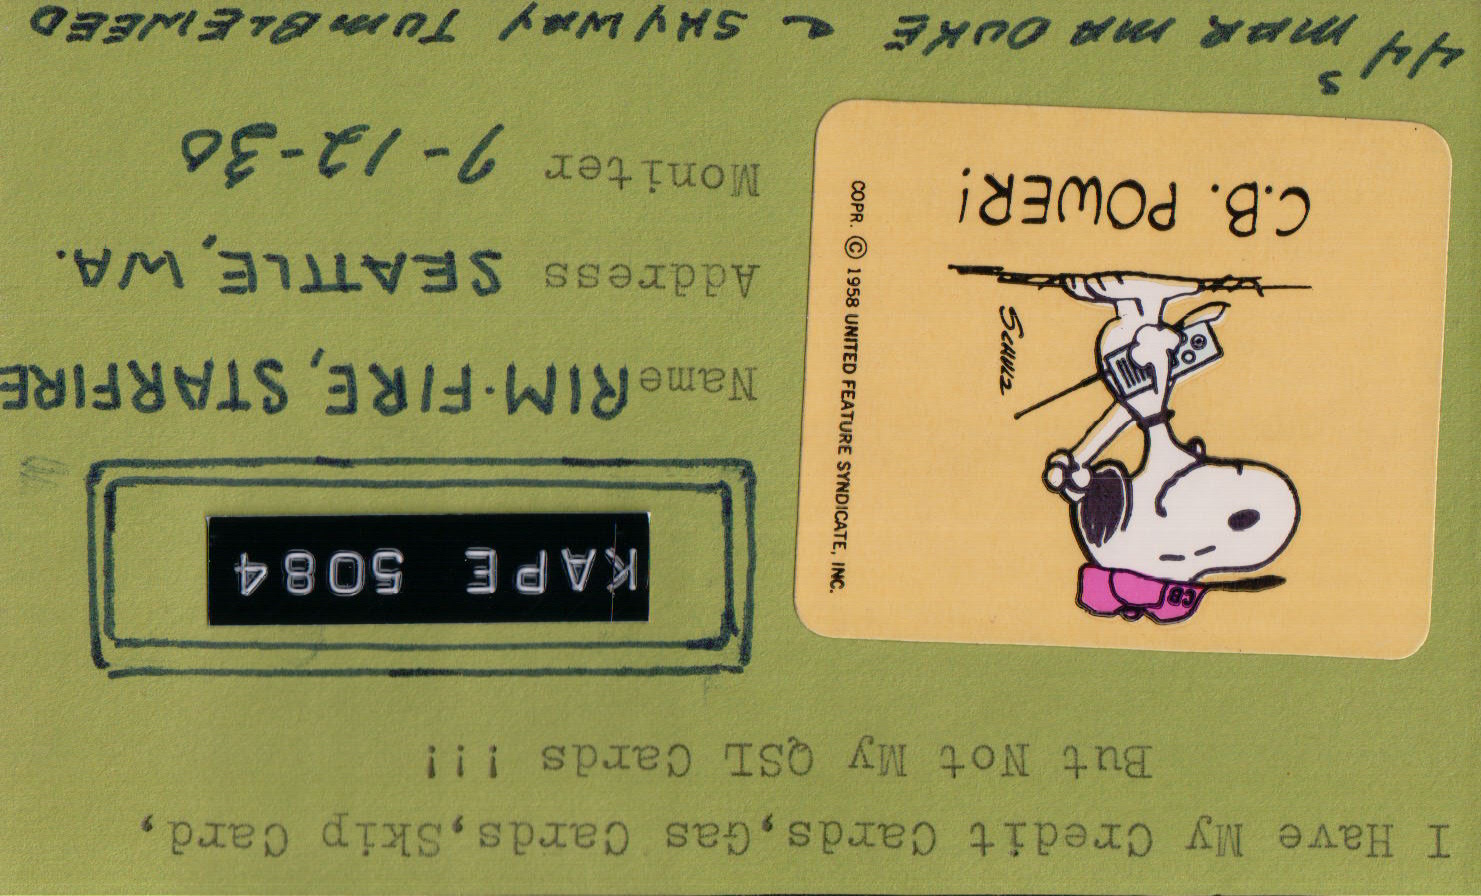 I Have My Credit Cards,Gas Cards,Skip Card,
But Not My QSL Cards !!!
CB
SCHULZ
C.B. POWER!
COPR. © 1958 UNITED FEATURE SYNDICATE, INC.
KAPE 5084
Name RIM-FIRE, STARFIRE
Address SEATTLE, WA.
Moniter 9-12-30
44s MAR MA DUKE & SKYWAY TUMBLEWEED